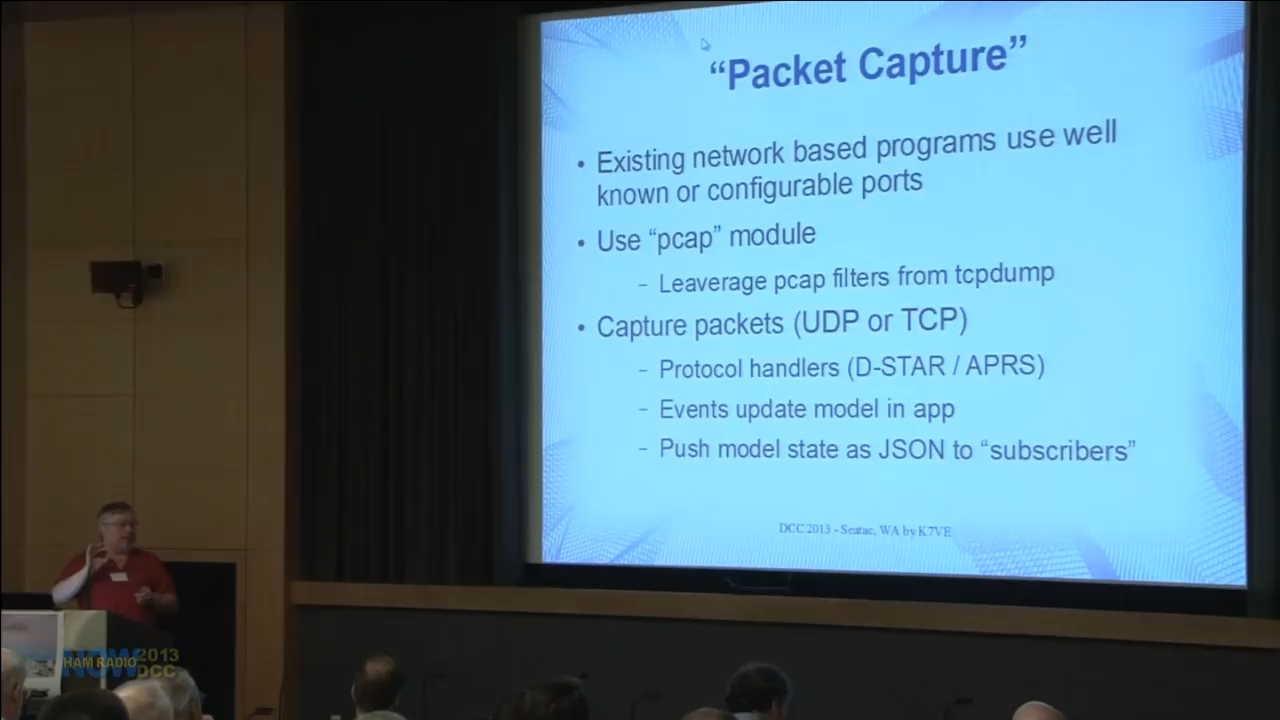 “Packet Capture”
• Existing network based programs use well
known or configurable ports
• Use “pcap” module
– Leaverage pcap filters from tcpdump
• Capture packets (UDP or TCP)
– Protocol handlers (D-STAR / APRS)
– Events update model in app
– Push model state as JSON to “subscribers”
DCC 2013 - Seatac, WA by K7VE
HAM RADIO
NOW
2013
DCC